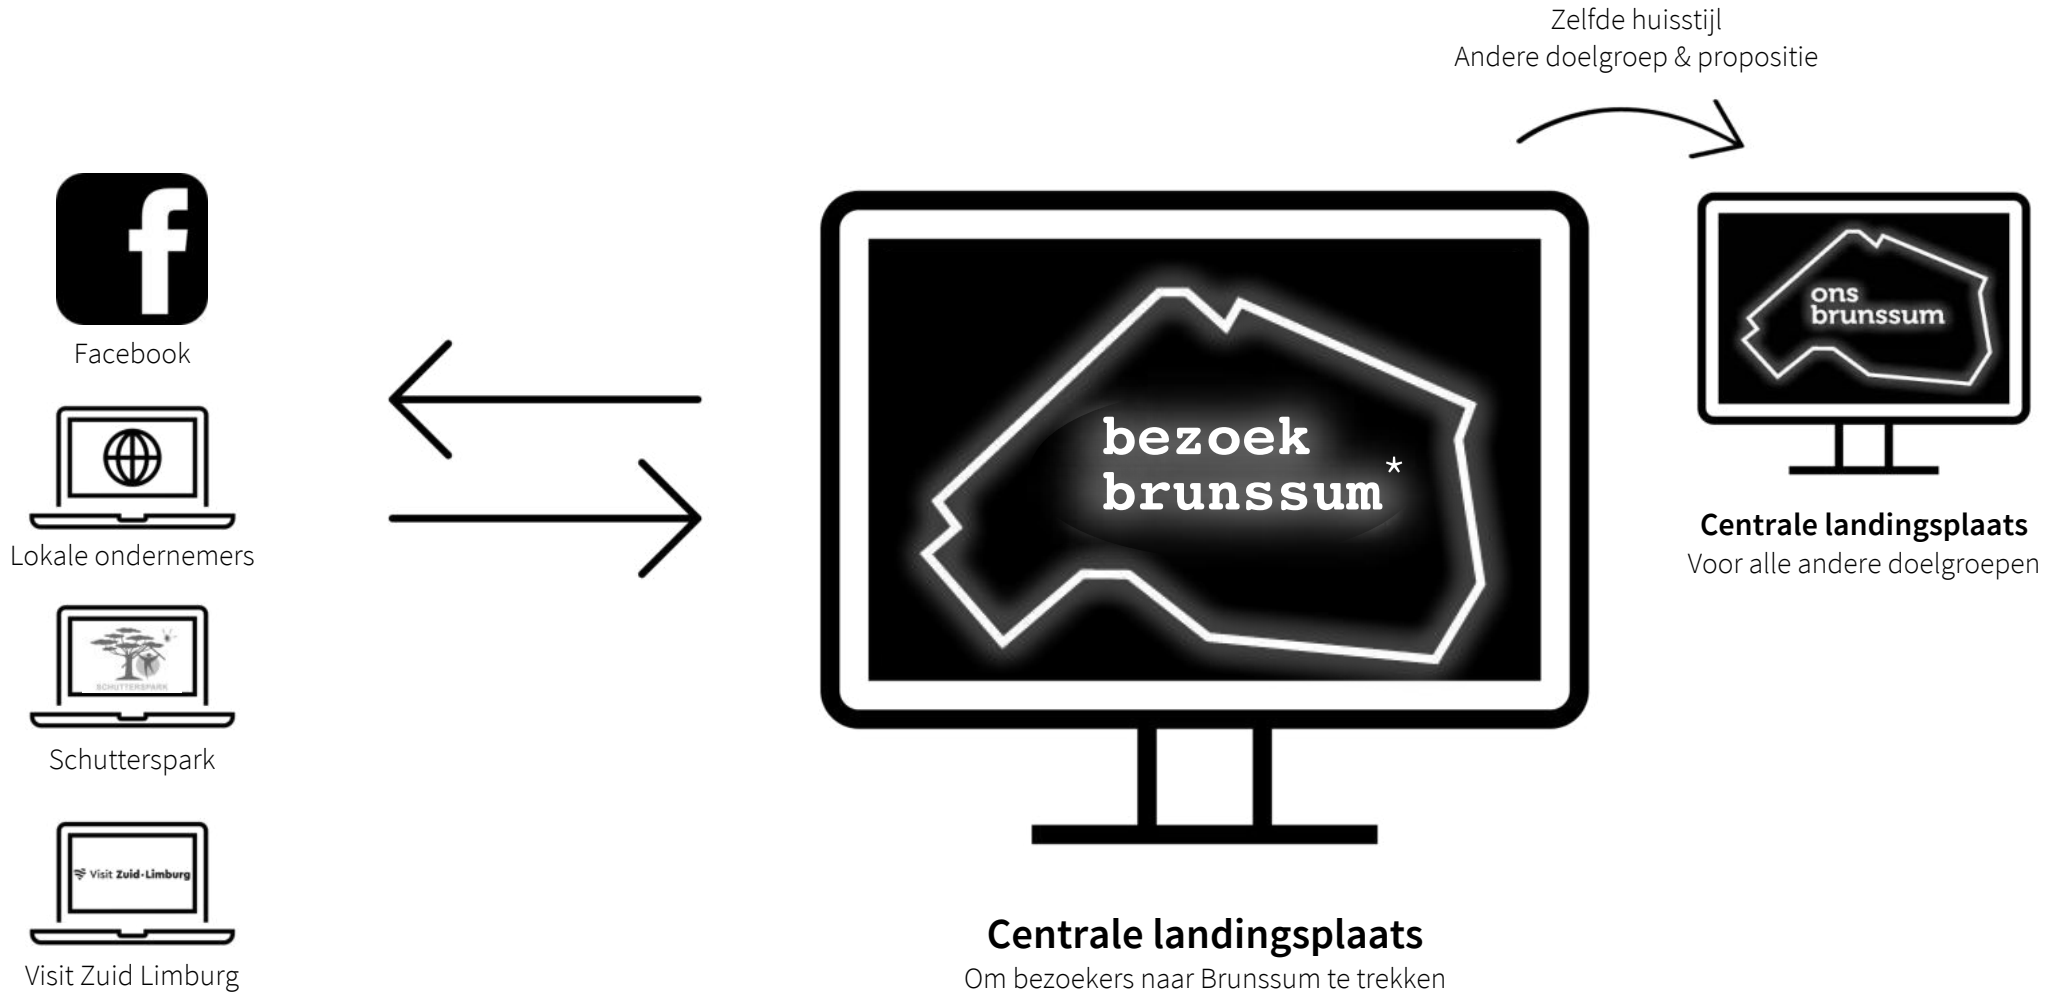 Zelfde huisstijl
Andere doelgroep & propositie
Facebook
Lokale ondernemers
SCHUTTERSPARK
Schutterspark
Visit Zuid-Limburg
Visit Zuid Limburg
bezoek
brunssum*
Centrale landingsplaats
Om bezoekers naar Brunssum te trekken
ons
brunssum
Centrale landingsplaats
Voor alle andere doelgroepen